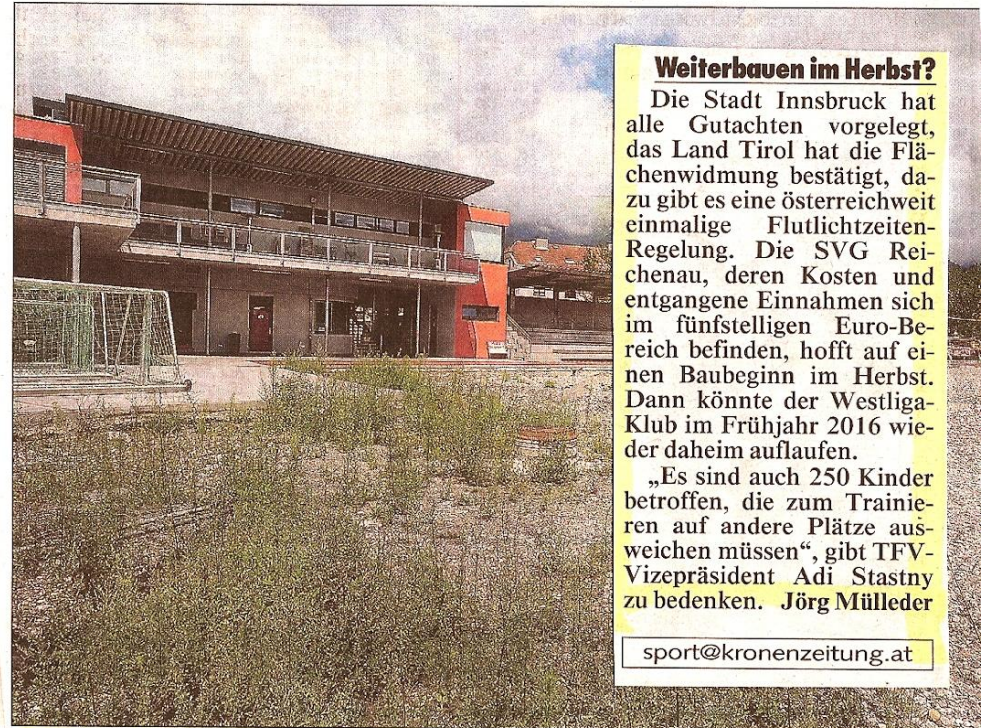 Weiterbauen im Herbst?
Die Stadt Innsbruck hat
alle Gutachten vorgelegt,
das Land Tirol hat die Flä-
chenwidmung bestätigt, da-
zu gibt es eine österreichweit
einmalige Flutlichtzeiten-
Regelung. Die SVG Rei-
chenau, deren Kosten und
entgangene Einnahmen sich
im fünfstelligen Euro-Be-
reich befinden, hofft auf ei-
nen Baubeginn im Herbst.
Dann könnte der Westliga-
Klub im Frühjahr 2016 wie-
der daheim auflaufen.
„Es sind auch 250 Kinder
betroffen, die zum Trainie-
ren auf andere Plätze aus-
weichen müssen“, gibt TFV-
Vizepräsident Adi Stastny
zu bedenken. Jörg Mülleder
sport@kronenzeitung.at